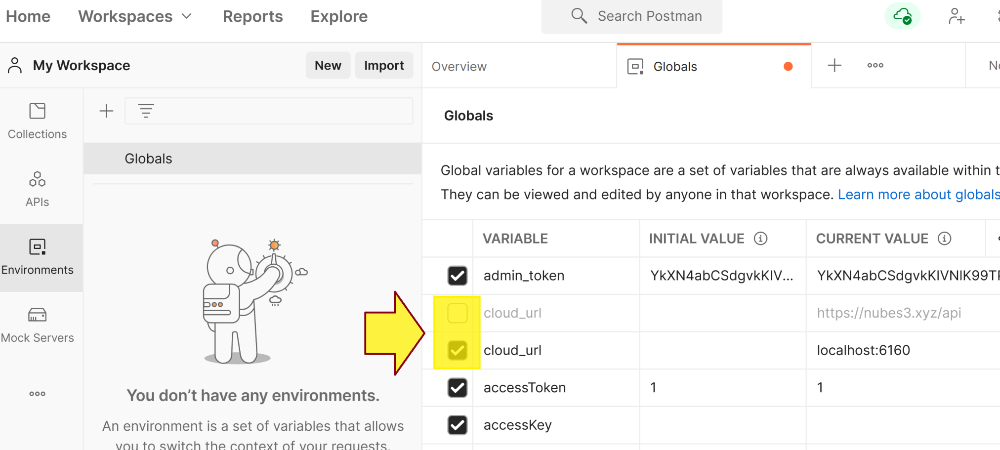 Home Workspaces Reports Explore Search Postman
My Workspace New Import Overview Globals
Collections
APIs
Environments
Mock Servers
Globals
You don’t have any environments.
An environment is a set of variables that allows
you to switch the context of your requests.
Globals
Global variables for a workspace are a set of variables that are always available within
They can be viewed and edited by anyone in that workspace. Learn more about globals
VARIABLE INITIAL VALUE CURRENT VALUE
admin_token YkXN4abCSdgvkKIV...
cloud_url https://nubes3.xyz/api
cloud_url localhost:6160
accessToken 1 1
accessKey